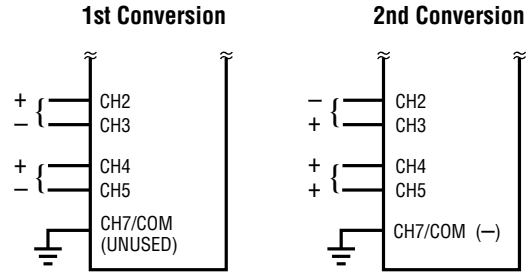 1st Conversion
+ { CH2
– CH3
+ { CH4
– CH5
CH7/COM
(UNUSED)
2nd Conversion
– { CH2
+ CH3
+ { CH4
+ CH5
CH7/COM (–)